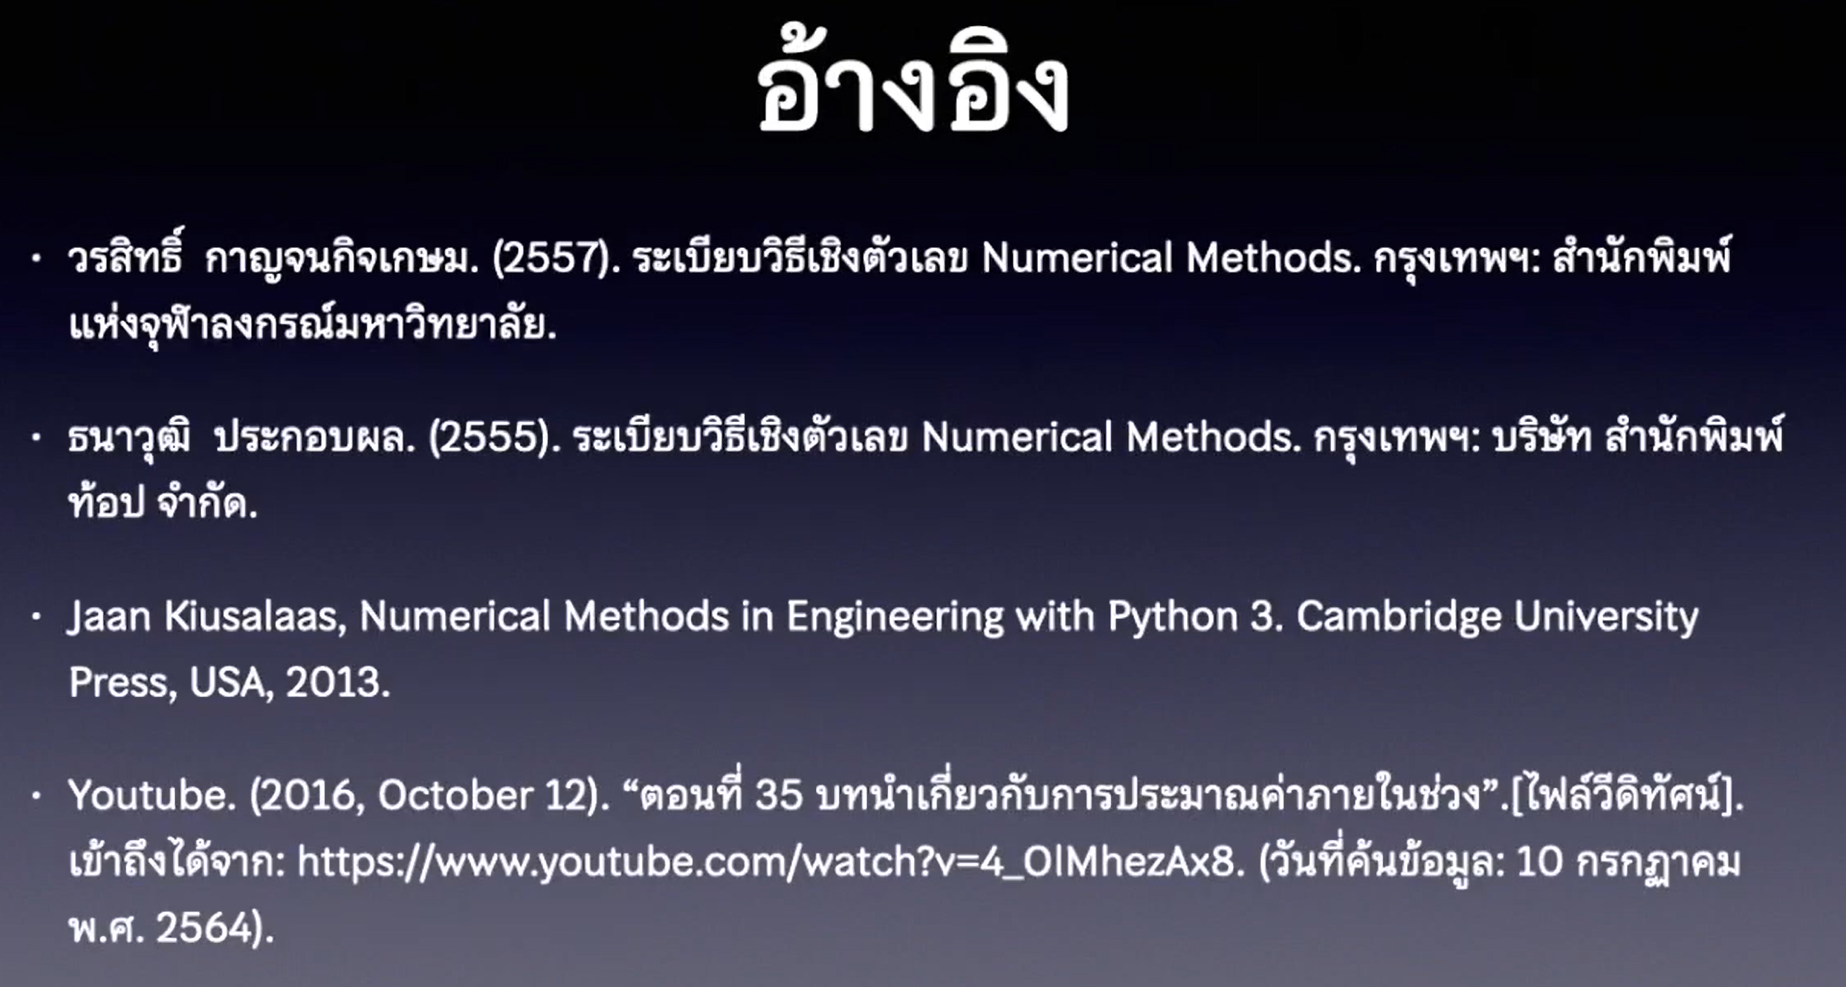 อ้างอิง
• วรสิทธิ์ กาญจนกิจเกษม. (2557). ระเบียบวิธีเชิงตัวเลข Numerical Methods. กรุงเทพฯ: สำนักพิมพ์
แห่งจุฬาลงกรณ์มหาวิทยาลัย.
• ธนาวุฒิ ประกอบผล. (2555). ระเบียบวิธีเชิงตัวเลข Numerical Methods. กรุงเทพฯ: บริษัท สำนักพิมพ์
ท้อป จำกัด.
• Jaan Kiusalaas, Numerical Methods in Engineering with Python 3. Cambridge University
Press, USA, 2013.
• Youtube. (2016, October 12). “ตอนที่ 35 บทนำเกี่ยวกับการประมาณค่าภายในช่วง”.[ไฟล์วีดิทัศน์].
เข้าถึงได้จาก: https://www.youtube.com/watch?v=4_OlMhezAx8. (วันที่ค้นข้อมูล: 10 กรกฏาคม
พ.ศ. 2564).